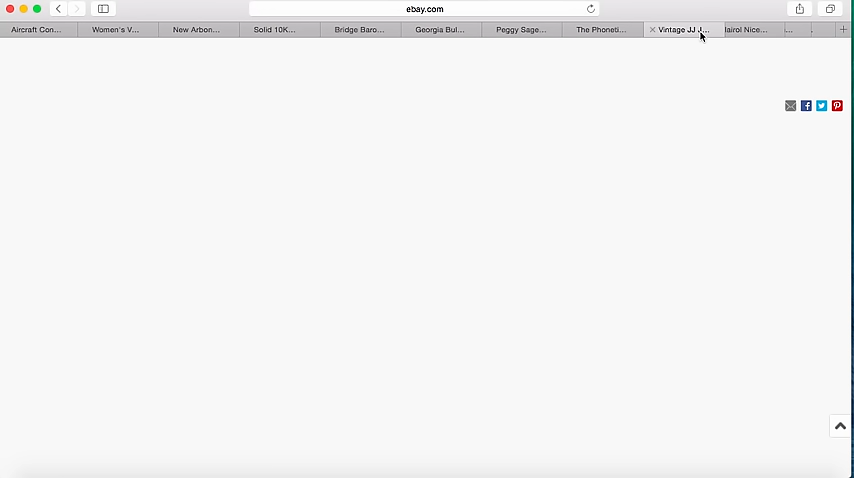 ebay.com
Aircraft Con...
Women's V...
New Arbon...
Solid 10K...
Bridge Baro...
Georgia Bul...
Peggy Sage...
The Phoneti...
Vintage JJ J...
lairol Nice...